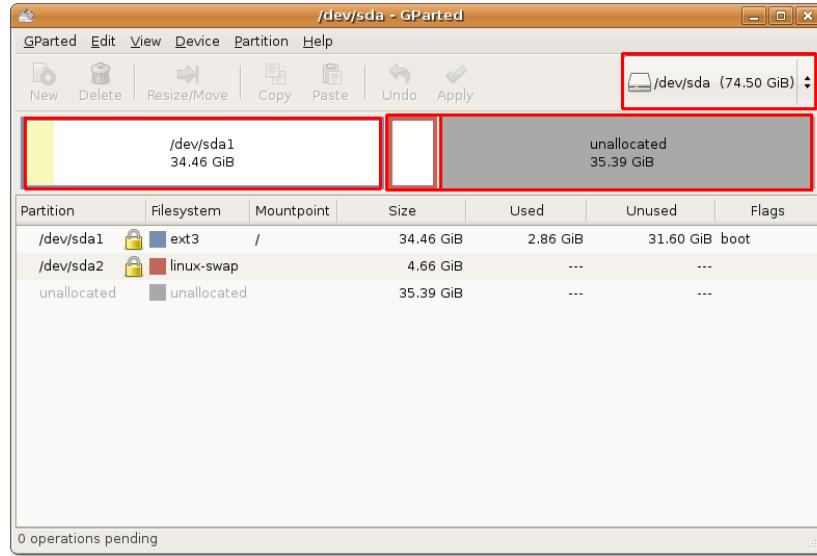 /dev/sda - GParted
GParted Edit View Device Partition Help
New Delete Resize/Move Copy Paste Undo Apply /dev/sda (74.50 GiB)
/dev/sda1
34.46 GiB
unallocated
35.39 GiB
Partition Filesystem Mountpoint Size Used Unused Flags
/dev/sda1 ext3 / 34.46 GiB 2.86 GiB 31.60 GiB boot
/dev/sda2 linux-swap 4.66 GiB --- ---
unallocated unallocated 35.39 GiB --- ---
0 operations pending